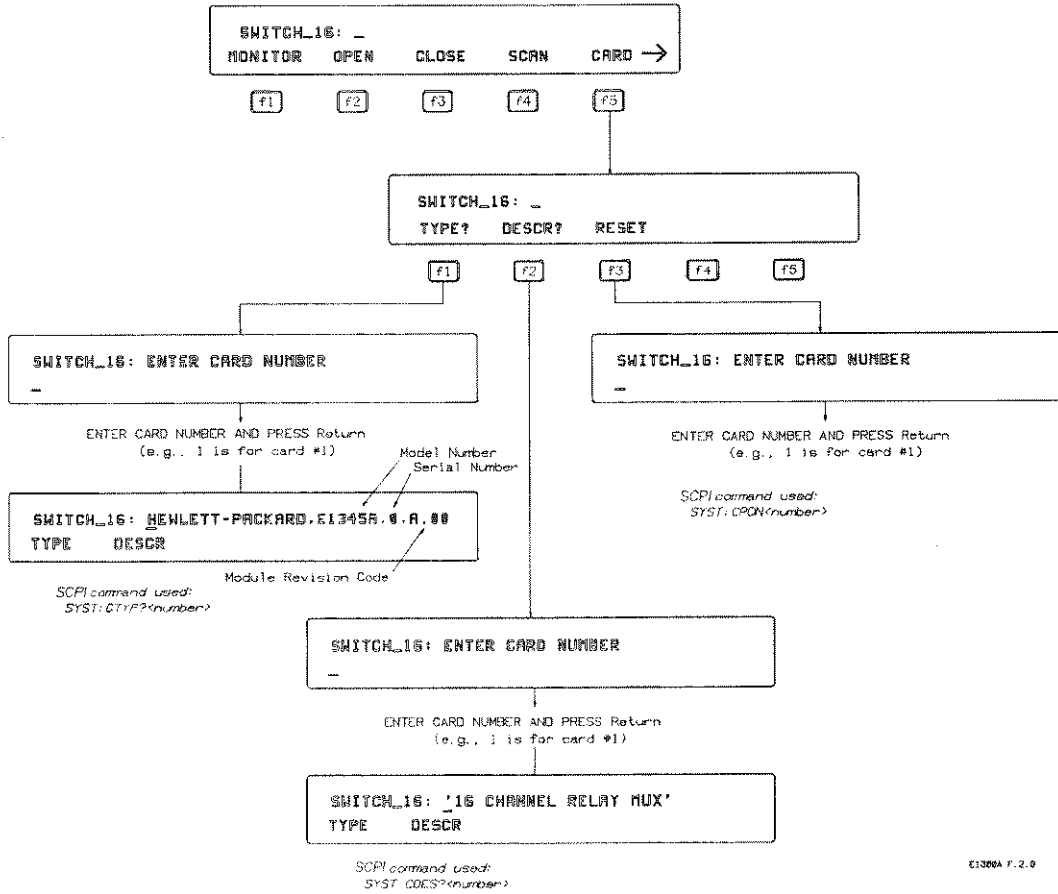 SWITCH_16: _
MONITOR OPEN CLOSE SCAN CARD →
f1 f2 f3 f4 f5
SWITCH_16: _
TYPE? DESCR? RESET
f1 f2 f3 f4 f5
SWITCH_16: ENTER CARD NUMBER
_
SWITCH_16: ENTER CARD NUMBER
_
ENTER CARD NUMBER AND PRESS Return
(e.g., 1 is for card #1)
ENTER CARD NUMBER AND PRESS Return
(e.g., 1 is for card #1)
Model Number
Serial Number
SWITCH_16: HEWLETT-PACKARD,E1345A,0,A.00
TYPE DESCR
Module Revision Code
SCPI command used:
SYST:CTYP?<number>
SCPI command used:
SYST:CPON<number>
SWITCH_16: ENTER CARD NUMBER
_
ENTER CARD NUMBER AND PRESS Return
(e.g., 1 is for card #1)
SWITCH_16: '16 CHANNEL RELAY MUX'
TYPE DESCR
SCPI command used:
SYST CDES?<number>
E1300A F.2.0